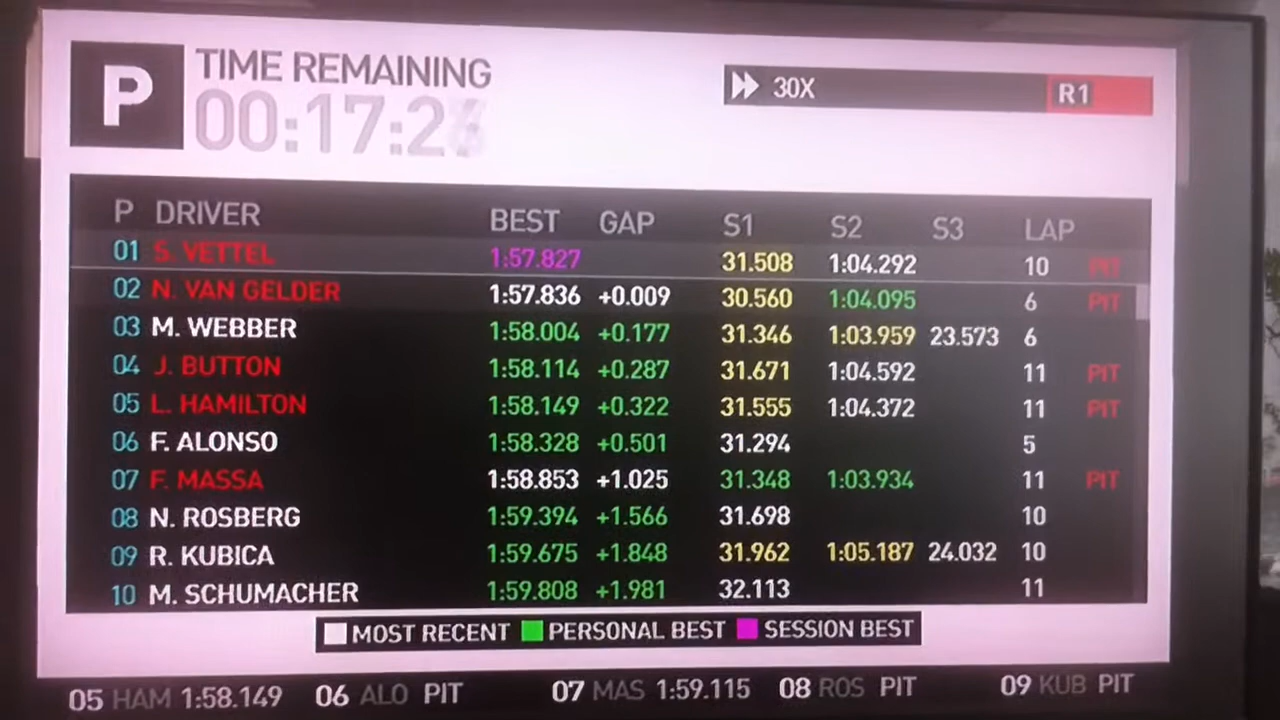 P TIME REMAINING
00:17:2
30X R1
P DRIVER BEST GAP S1 S2 S3 LAP
01 S. VETTEL 1:57.827 31.508 1:04.292 10 PIT
02 N. VAN GELDER 1:57.836 +0.009 30.560 1:04.095 6 PIT
03 M. WEBBER 1:58.004 +0.177 31.346 1:03.959 23.573 6
04 J. BUTTON 1:58.114 +0.287 31.671 1:04.592 11 PIT
05 L. HAMILTON 1:58.149 +0.322 31.555 1:04.372 11 PIT
06 F. ALONSO 1:58.328 +0.501 31.294 5
07 F. MASSA 1:58.853 +1.025 31.348 1:03.934 11 PIT
08 N. ROSBERG 1:59.394 +1.566 31.698 10
09 R. KUBICA 1:59.675 +1.848 31.962 1:05.187 24.032 10
10 M. SCHUMACHER 1:59.808 +1.981 32.113 11
MOST RECENT PERSONAL BEST SESSION BEST
05 HAM 1:58.149 06 ALO PIT 07 MAS 1:59.115 08 ROS PIT 09 KUB PIT